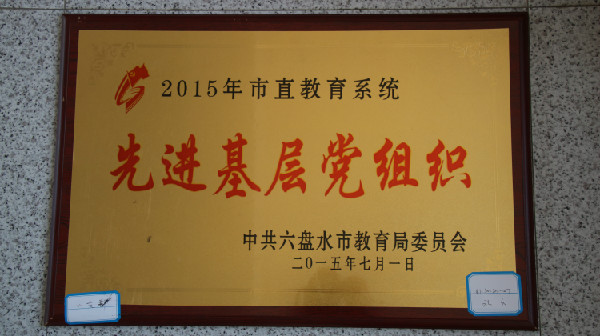 2015年市直教育系统
先进基层党组织
中共六盘水市教育局委员会
二〇一五年七月一日